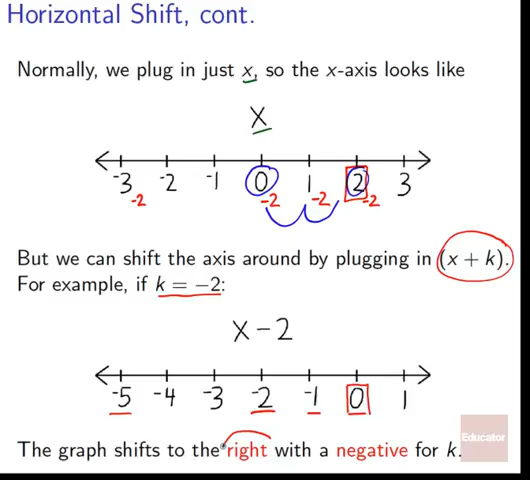 Horizontal Shift, cont.
Normally, we plug in just x, so the x-axis looks like
X
-3 -2 -1 0 1 2 3
-2 -2 -2 -2
But we can shift the axis around by plugging in (x + k).
For example, if k = −2:
X - 2
-5 -4 -3 -2 -1 0 1
The graph shifts to the right with a negative for k.
Educator